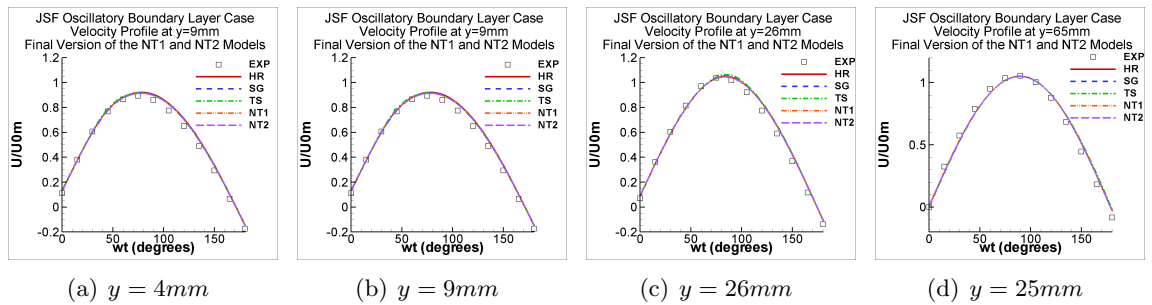 JSF Oscillatory Boundary Layer Case
Velocity Profile at y=9mm
Final Version of the NT1 and NT2 Models
1.2
1
0.8
0.6
0.4
0.2
0
-0.2
U/U0m
0
50
100
150
wt (degrees)
EXP
HR
SG
TS
NT1
NT2
(a) y = 4mm
JSF Oscillatory Boundary Layer Case
Velocity Profile at y=9mm
Final Version of the NT1 and NT2 Models
1.2
1
0.8
0.6
0.4
0.2
0
-0.2
U/U0m
0
50
100
150
wt (degrees)
EXP
HR
SG
TS
NT1
NT2
(b) y = 9mm
JSF Oscillatory Boundary Layer Case
Velocity Profile at y=26mm
Final Version of the NT1 and NT2 Models
1.2
1
0.8
0.6
0.4
0.2
0
-0.2
U/U0m
0
50
100
150
wt (degrees)
EXP
HR
SG
TS
NT1
NT2
(c) y = 26mm
JSF Oscillatory Boundary Layer Case
Velocity Profile at y=65mm
Final Version of the NT1 and NT2 Models
1
0.5
0
U/U0m
0
50
100
150
wt (degrees)
EXP
HR
SG
TS
NT1
NT2
(d) y = 25mm